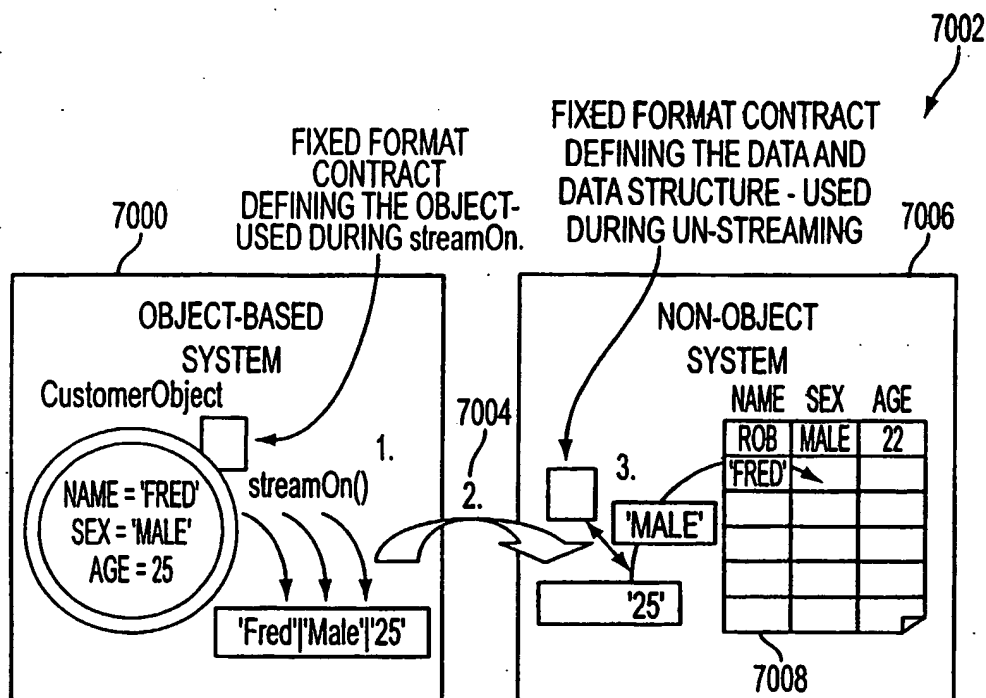 7002
FIXED FORMAT
CONTRACT
DEFINING THE OBJECT-
USED DURING streamOn.
FIXED FORMAT CONTRACT
DEFINING THE DATA AND
DATA STRUCTURE - USED
DURING UN-STREAMING
7000
7006
OBJECT-BASED
SYSTEM
CustomerObject
1.
NAME = 'FRED'
SEX = 'MALE'
AGE = 25
streamOn()
'Fred'|'Male'|'25'
7004
2.
NON-OBJECT
SYSTEM
NAME SEX AGE
ROB MALE 22
'FRED'
3.
'MALE'
'25'
7008